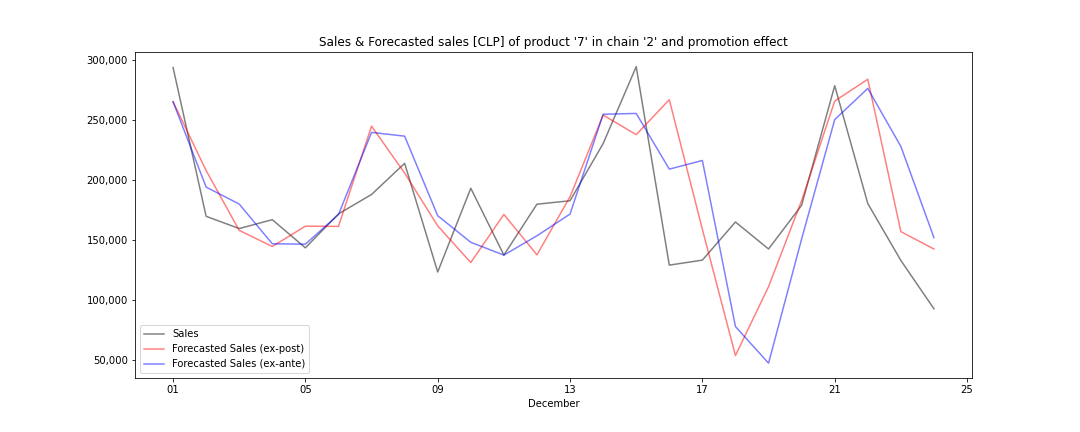 Sales & Forecasted sales [CLP] of product '7' in chain '2' and promotion effect
300,000
250,000
200,000
150,000
100,000
50,000
Sales
Forecasted Sales (ex-post)
Forecasted Sales (ex-ante)
01 05 09 13 17 21 25
December